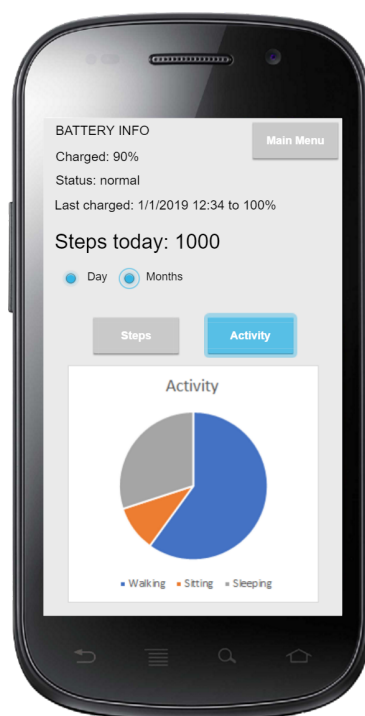 BATTERY INFO
Main Menu
Charged: 90%
Status: normal
Last charged: 1/1/2019 12:34 to 100%
Steps today: 1000
Day Months
Steps Activity
Activity
Walking Sitting Sleeping